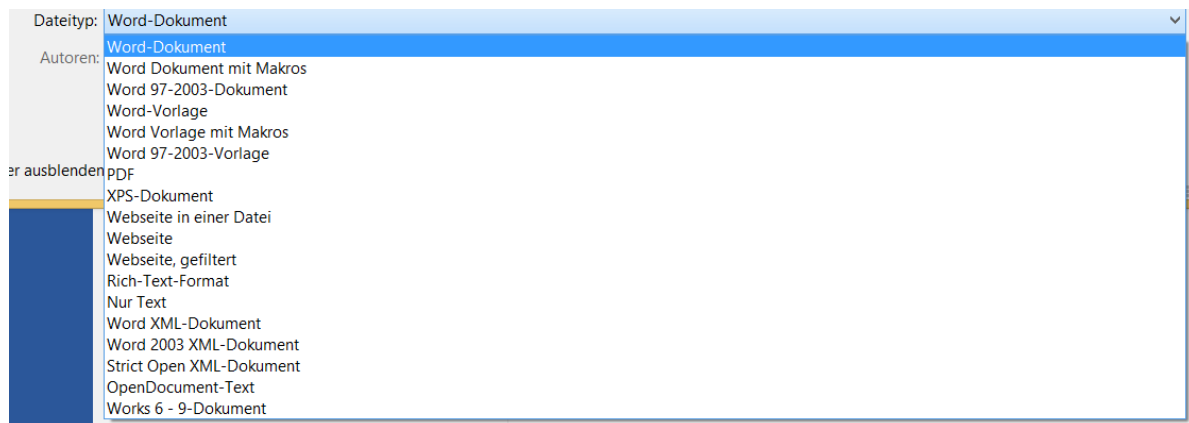 Dateityp: Word-Dokument
Autoren:
Word-Dokument
Word Dokument mit Makros
Word 97-2003-Dokument
Word-Vorlage
Word Vorlage mit Makros
Word 97-2003-Vorlage
er ausblenden
PDF
XPS-Dokument
Webseite in einer Datei
Webseite
Webseite, gefiltert
Rich-Text-Format
Nur Text
Word XML-Dokument
Word 2003 XML-Dokument
Strict Open XML-Dokument
OpenDocument-Text
Works 6 - 9-Dokument